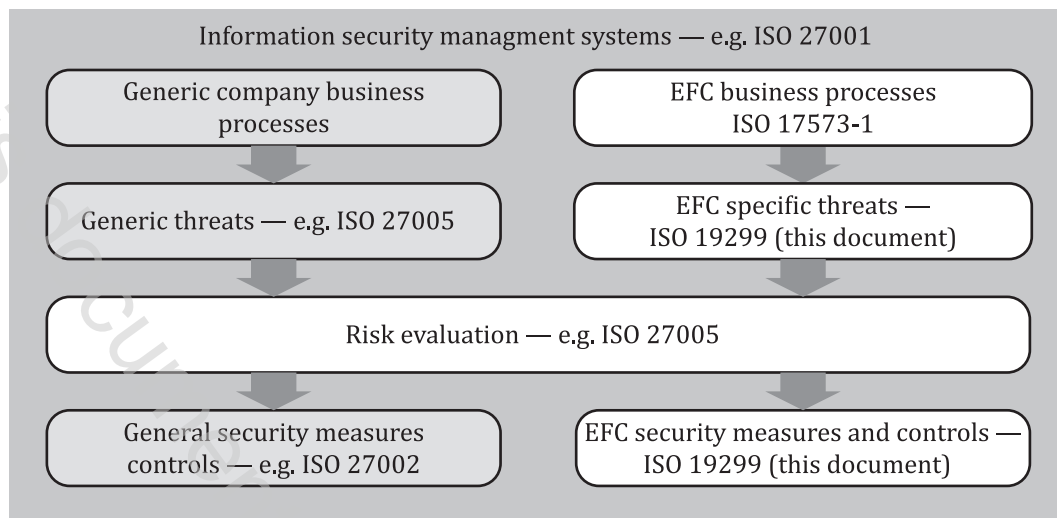 Information security managment systems — e.g. ISO 27001
Generic company business
processes
EFC business processes
ISO 17573-1
Generic threats — e.g. ISO 27005
EFC specific threats —
ISO 19299 (this document)
Risk evaluation — e.g. ISO 27005
General security measures
controls — e.g. ISO 27002
EFC security measures and controls —
ISO 19299 (this document)